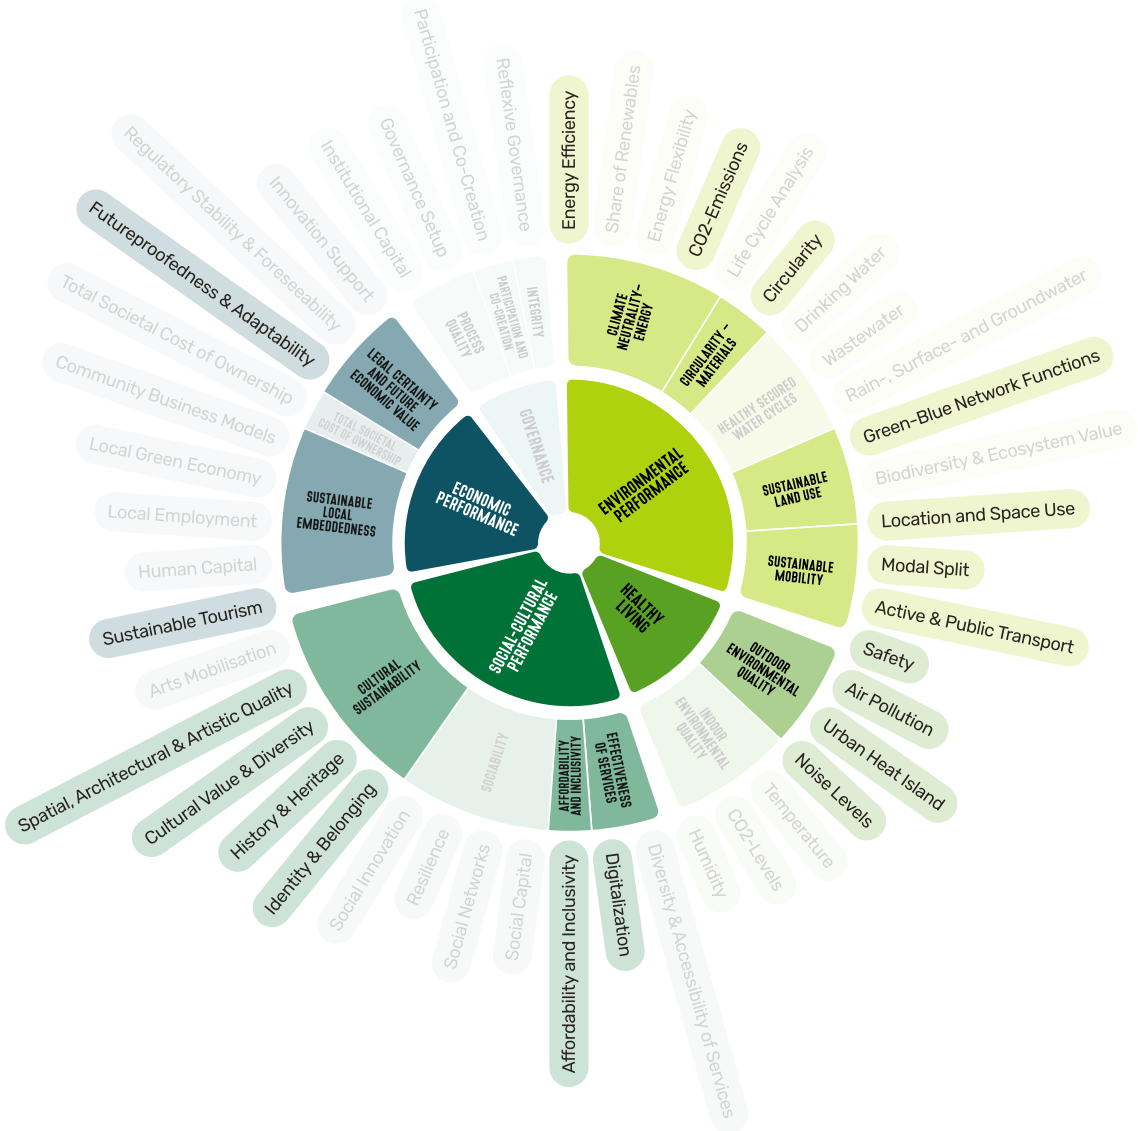 Energy Efficiency
Share of Renewables
Energy Flexibility
CO2-Emissions
Life Cycle Analysis
Circularity
Drinking Water
Wastewater
Rain-, Surface- and Groundwater
Green-Blue Network Functions
Biodiversity & Ecosystem Value
Location and Space Use
Modal Split
Active & Public Transport
Safety
Air Pollution
Urban Heat Island
Noise Levels
Temperature
CO2-Levels
Humidity
Diversity & Accessibility of Services
Digitalization
Affordability and Inclusivity
Social Capital
Social Networks
Resilience
Social Innovation
Identity & Belonging
History & Heritage
Cultural Value & Diversity
Spatial, Architectural & Artistic Quality
Arts Mobilisation
Sustainable Tourism
Human Capital
Local Employment
Local Green Economy
Community Business Models
Total Societal Cost of Ownership
Futureproofedness & Adaptability
Regulatory Stability & Foreseeability
Innovation Support
Institutional Capital
Governance Setup
Participation and Co-Creation
Reflexive Governance
CLIMATE
NEUTRALITY–
ENERGY
CIRCULARITY –
MATERIALS
HEALTHY SECURED
WATER CYCLES
SUSTAINABLE
LAND USE
SUSTAINABLE
MOBILITY
OUTDOOR
ENVIRONMENTAL
QUALITY
INDOOR
ENVIRONMENTAL
QUALITY
EFFECTIVENESS
OF SERVICES
AFFORDABILITY
AND INCLUSIVITY
SOCIABILITY
CULTURAL
SUSTAINABILITY
SUSTAINABLE
LOCAL
EMBEDDEDNESS
TOTAL SOCIETAL
COST OF OWNERSHIP
LEGAL CERTAINTY
AND FUTURE
ECONOMIC VALUE
PROCESS
QUALITY
PARTICIPATION AND
CO-CREATION
INTEGRITY
ENVIRONMENTAL
PERFORMANCE
HEALTHY
LIVING
SOCIAL-CULTURAL
PERFORMANCE
ECONOMIC
PERFORMANCE
GOVERNANCE